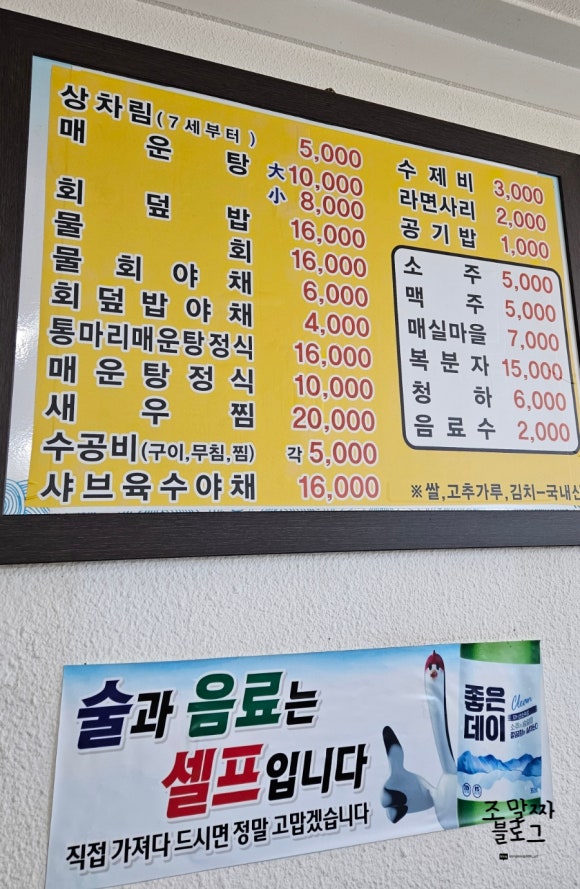 상차림(7세부터) 5,000
매운탕 大 10,000
小 8,000
회덮밥 16,000
물회 16,000
물회야채 6,000
회덮밥야채 4,000
통마리매운탕정식 16,000
매운탕정식 10,000
새우찜 20,000
수공비(구이,무침,찜) 각 5,000
샤브육수야채 16,000
수제비 3,000
라면사리 2,000
공기밥 1,000
소주 5,000
맥주 5,000
매실마을 7,000
복분자 15,000
청하 6,000
음료수 2,000
※쌀,고추가루,김치-국내산
술과 음료는
셀프입니다
직접 가져다 드시면 정말 고맙겠습니다
좋은
데이
Clean
조말짜
블로그